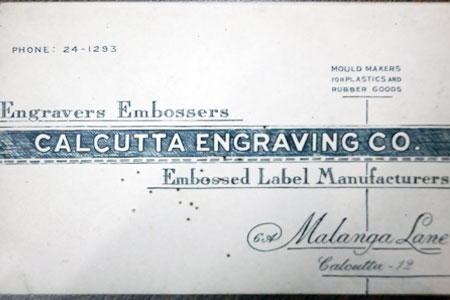 PHONE: 24-1293
MOULD MAKERS
FOR PLASTICS AND
RUBBER GOODS
Engravers Embossers
CALCUTTA ENGRAVING CO.
Embossed Label Manufacturers
6A Malanga Lane
Calcutta - 12